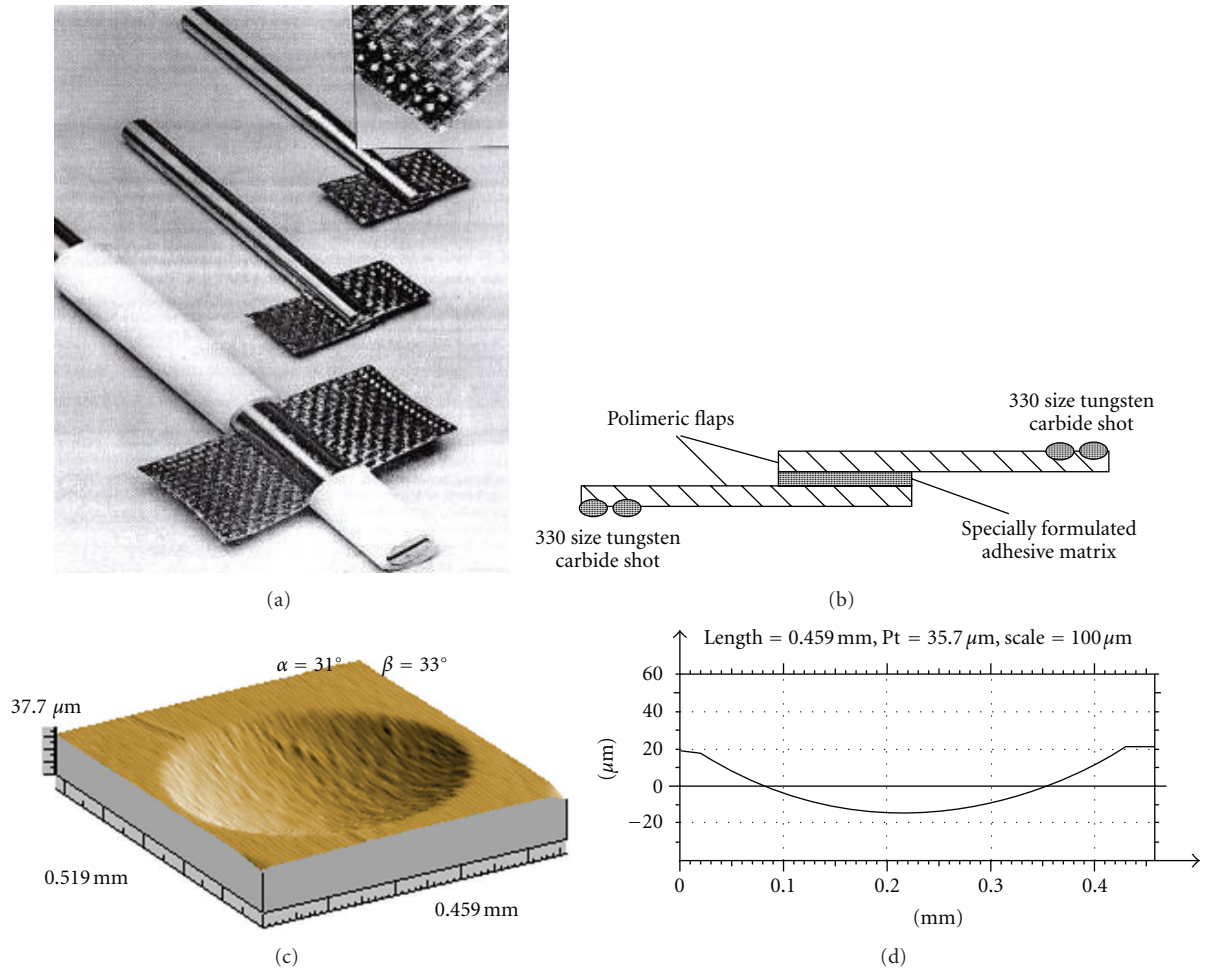 (a)
Polimeric flaps
330 size tungsten
carbide shot
330 size tungsten
carbide shot
Specially formulated
adhesive matrix
(b)
α = 31°
β = 33°
37.7 μm
0.519 mm
0.459 mm
(c)
Length = 0.459 mm, Pt = 35.7 μm, scale = 100 μm
60
40
20
0
−20
(μm)
0 0.1 0.2 0.3 0.4
(mm)
(d)